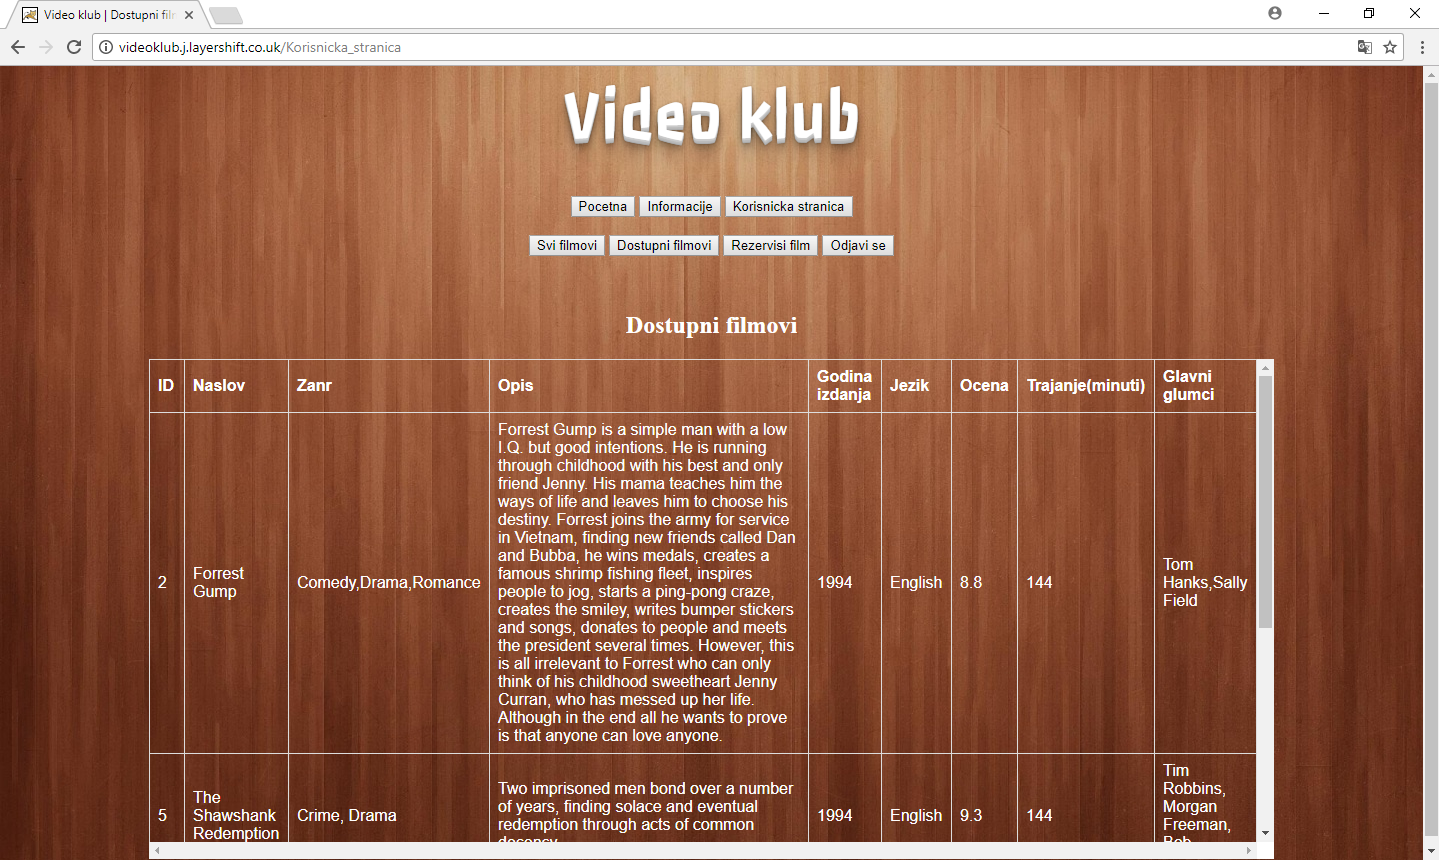 Video klub | Dostupni fil
videoklub.j.layershift.co.uk/Korisnicka_stranica
Video klub
Pocetna Informacije Korisnicka stranica
Svi filmovi Dostupni filmovi Rezervisi film Odjavi se
Dostupni filmovi
ID Naslov Zanr Opis Godina izdanja Jezik Ocena Trajanje(minuti) Glavni glumci
2
Forrest
Gump
Comedy,Drama,Romance
Forrest Gump is a simple man with a low
I.Q. but good intentions. He is running
through childhood with his best and only
friend Jenny. His mama teaches him the
ways of life and leaves him to choose his
destiny. Forrest joins the army for service
in Vietnam, finding new friends called Dan
and Bubba, he wins medals, creates a
famous shrimp fishing fleet, inspires
people to jog, starts a ping-pong craze,
creates the smiley, writes bumper stickers
and songs, donates to people and meets
the president several times. However, this
is all irrelevant to Forrest who can only
think of his childhood sweetheart Jenny
Curran, who has messed up her life.
Although in the end all he wants to prove
is that anyone can love anyone.
1994
English
8.8
144
Tom
Hanks,Sally
Field
5
The
Shawshank
Redemption
Crime, Drama
Two imprisoned men bond over a number
of years, finding solace and eventual
redemption through acts of common
1994
English
9.3
144
Tim
Robbins,
Morgan
Freeman,